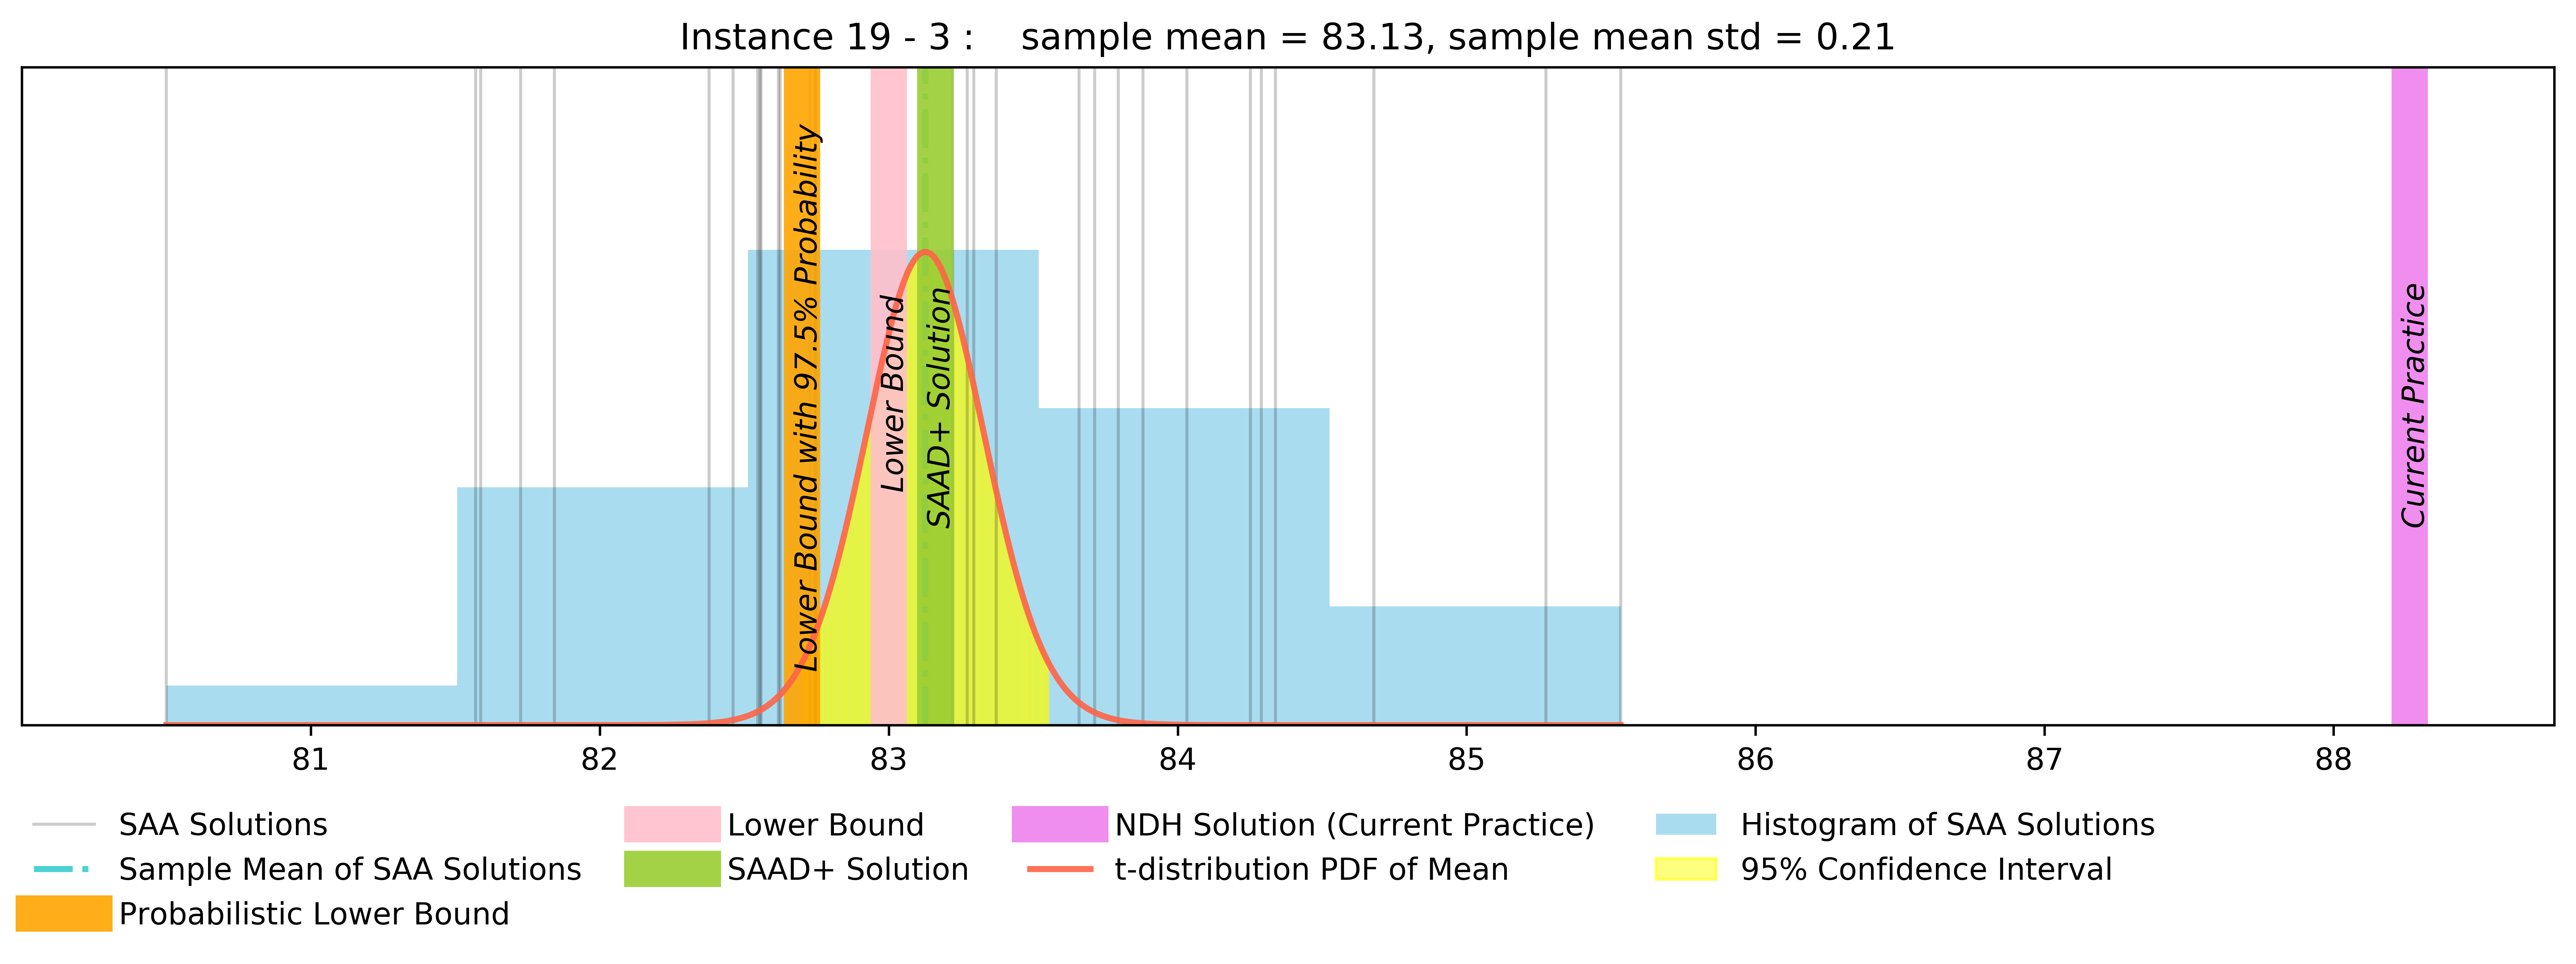 Instance 19 - 3 :    sample mean = 83.13, sample mean std = 0.21
Lower Bound with 97.5% Probability
Lower Bound
SAAD+ Solution
Current Practice
81 82 83 84 85 86 87 88
SAA Solutions
Sample Mean of SAA Solutions
Probabilistic Lower Bound
Lower Bound
SAAD+ Solution
NDH Solution (Current Practice)
t-distribution PDF of Mean
Histogram of SAA Solutions
95% Confidence Interval